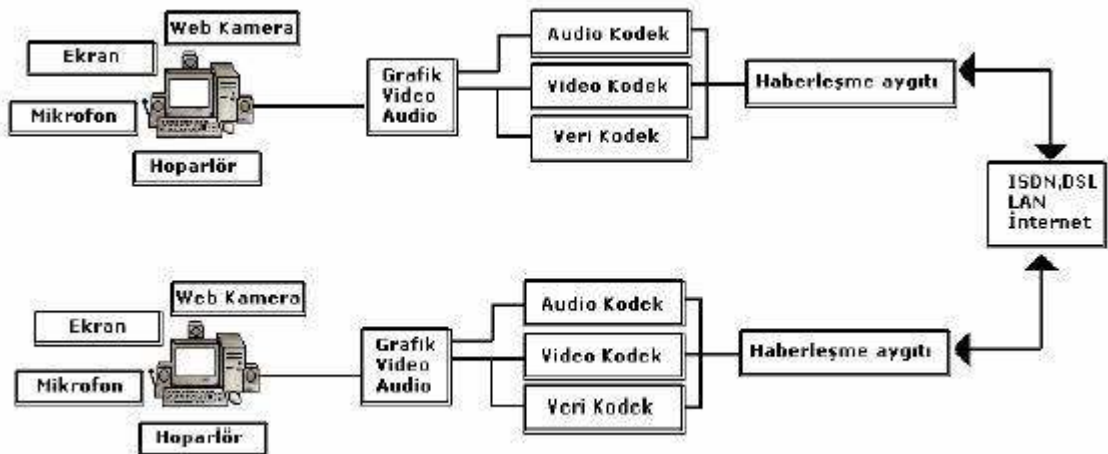 Web Kamera
Ekran
Mikrofon
Hoparlör
Grafik
Video
Audio
Audio Kodek
Video Kodek
Veri Kodek
Haberleşme aygıtı
ISDN,DSL
LAN
İnternet
Web Kamera
Ekran
Mikrofon
Hoparlör
Grafik
Video
Audio
Audio Kodek
Video Kodek
Veri Kodek
Haberleşme aygıtı